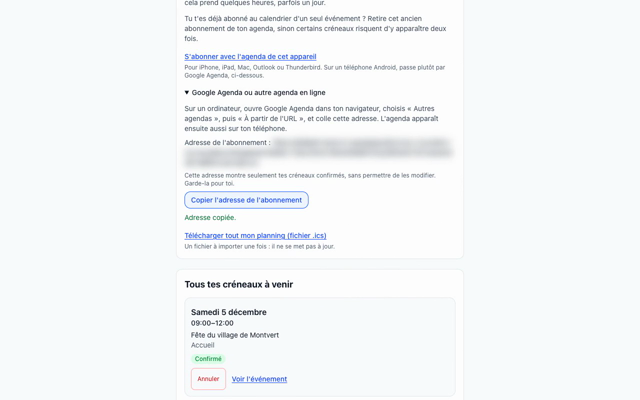 cela prend quelques heures, parfois un jour.
Tu t'es déjà abonné au calendrier d'un seul événement ? Retire cet ancien
abonnement de ton agenda, sinon certains créneaux risquent d'y apparaître deux
fois.
S'abonner avec l'agenda de cet appareil
Pour iPhone, iPad, Mac, Outlook ou Thunderbird. Sur un téléphone Android, passe plutôt par
Google Agenda, ci-dessous.
▼ Google Agenda ou autre agenda en ligne
Sur un ordinateur, ouvre Google Agenda dans ton navigateur, choisis « Autres
agendas », puis « À partir de l'URL », et colle cette adresse. L'agenda apparaît
ensuite aussi sur ton téléphone.
Adresse de l'abonnement :
Cette adresse montre seulement tes créneaux confirmés, sans permettre de les modifier.
Garde-la pour toi.
Copier l'adresse de l'abonnement
Adresse copiée.
Télécharger tout mon planning (fichier .ics)
Un fichier à importer une fois : il ne se met pas à jour.
Tous tes créneaux à venir
Samedi 5 décembre
09:00–12:00
Fête du village de Montvert
Accueil
Confirmé
Annuler
Voir l'événement